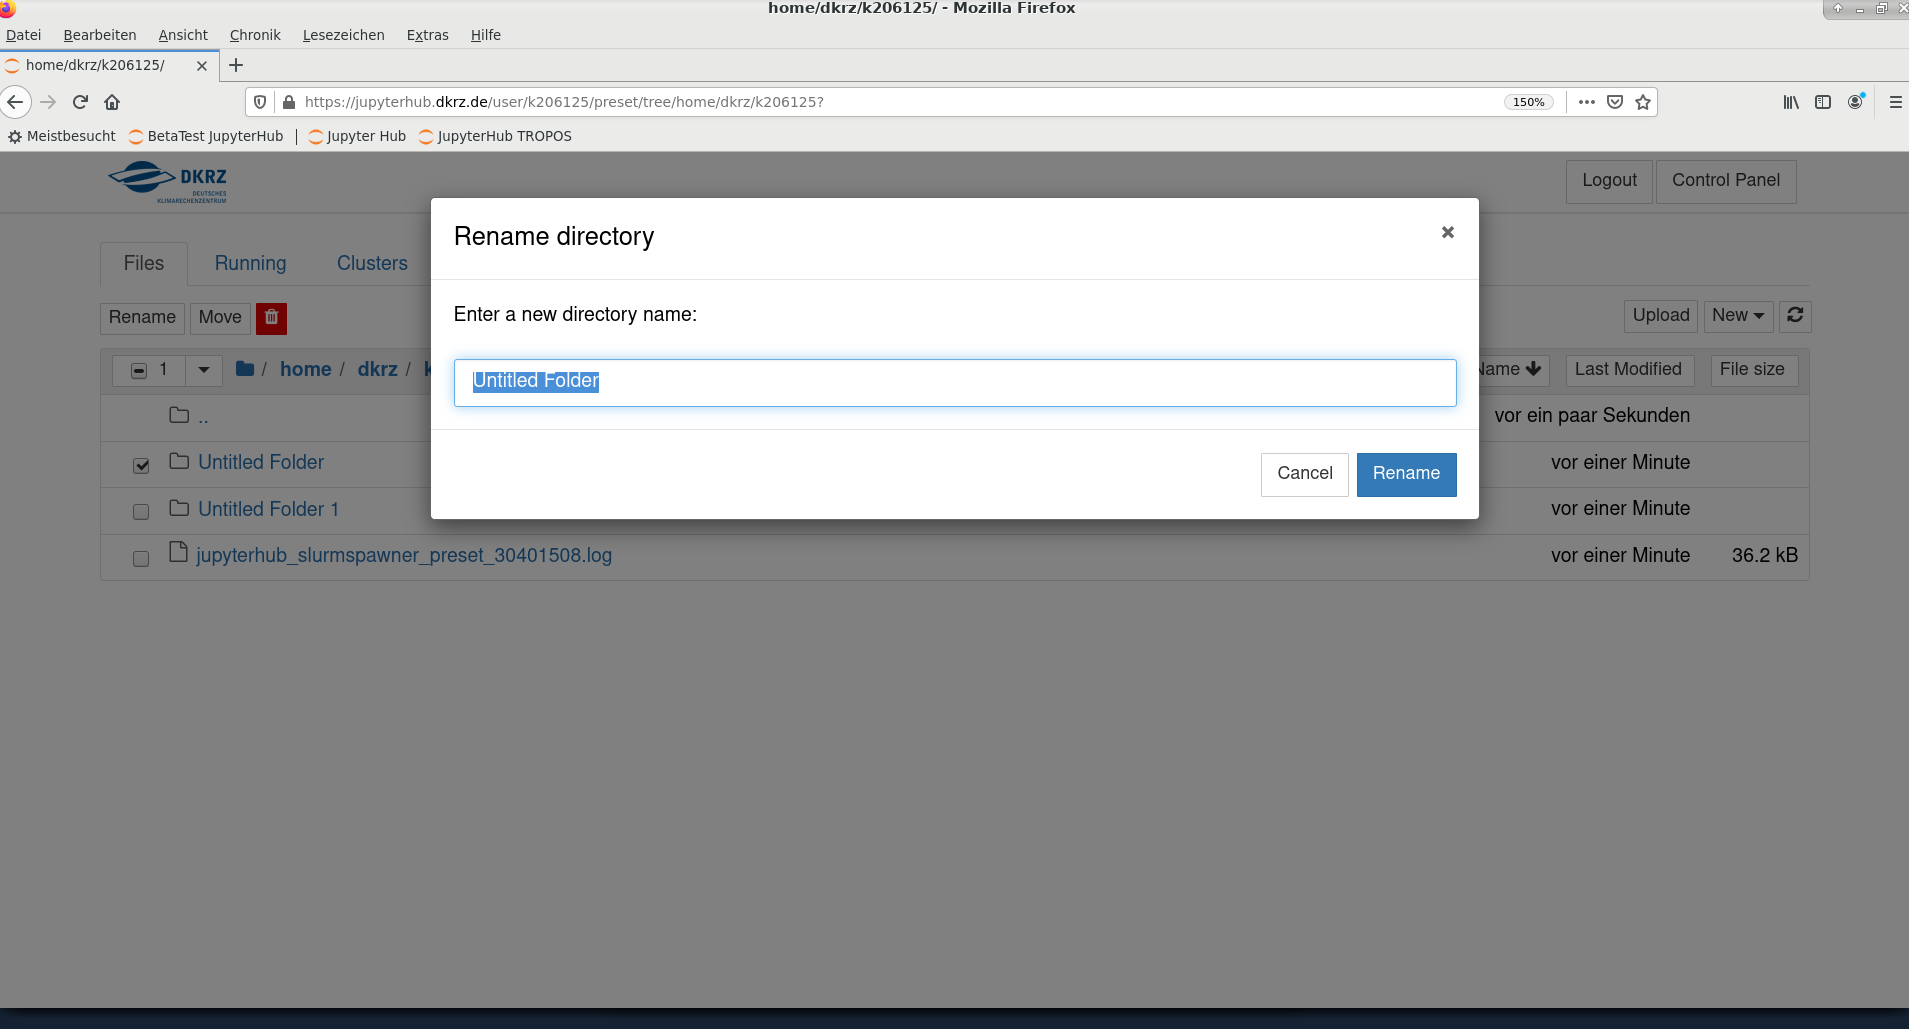 home/dkrz/k206125/ - Mozilla Firefox
Datei Bearbeiten Ansicht Chronik Lesezeichen Extras Hilfe
home/dkrz/k206125/
https://jupyterhub.dkrz.de/user/k206125/preset/tree/home/dkrz/k206125? 150%
Meistbesucht BetaTest JupyterHub | Jupyter Hub JupyterHub TROPOS
DKRZ
DEUTSCHES
KLIMARECHENZENTRUM
Logout Control Panel
Rename directory
Files Running Clusters
Enter a new directory name:
Rename Move Upload New
1 / home / dkrz / Name Last Modified File size
Untitled Folder
.. vor ein paar Sekunden
Untitled Folder vor einer Minute
Cancel Rename
Untitled Folder 1 vor einer Minute
jupyterhub_slurmspawner_preset_30401508.log vor einer Minute 36.2 kB